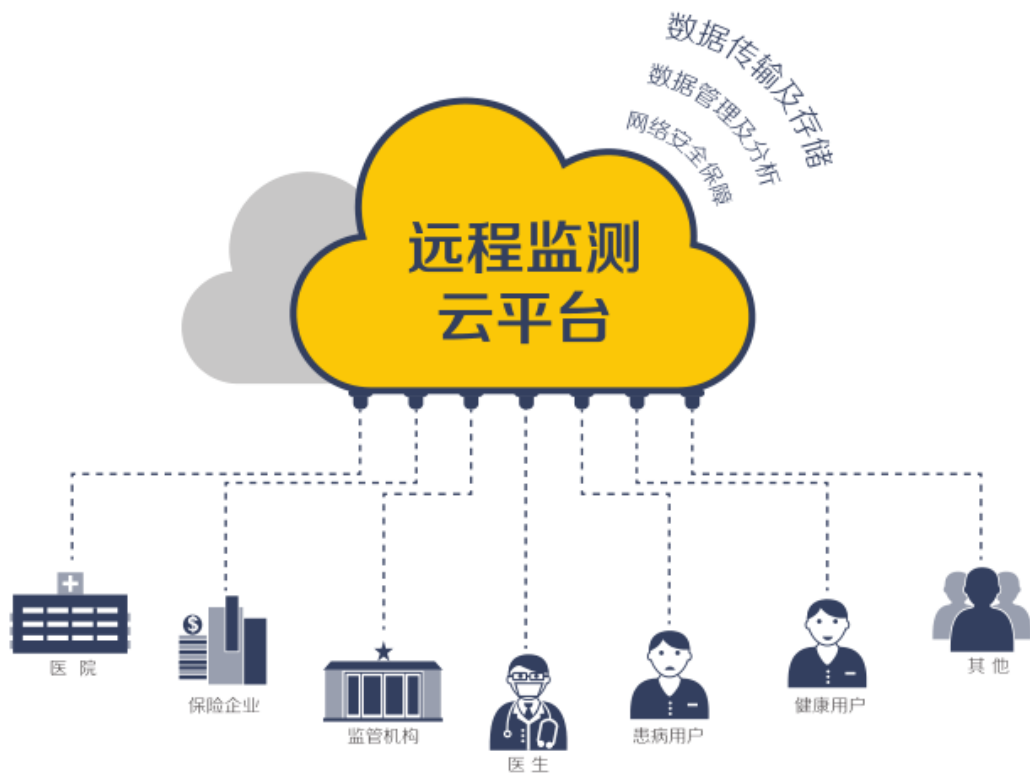 数据传输及存储
数据管理及分析
网络安全保障
远程监测
云平台
$
医院
保险企业
监管机构
医生
患病用户
健康用户
其他